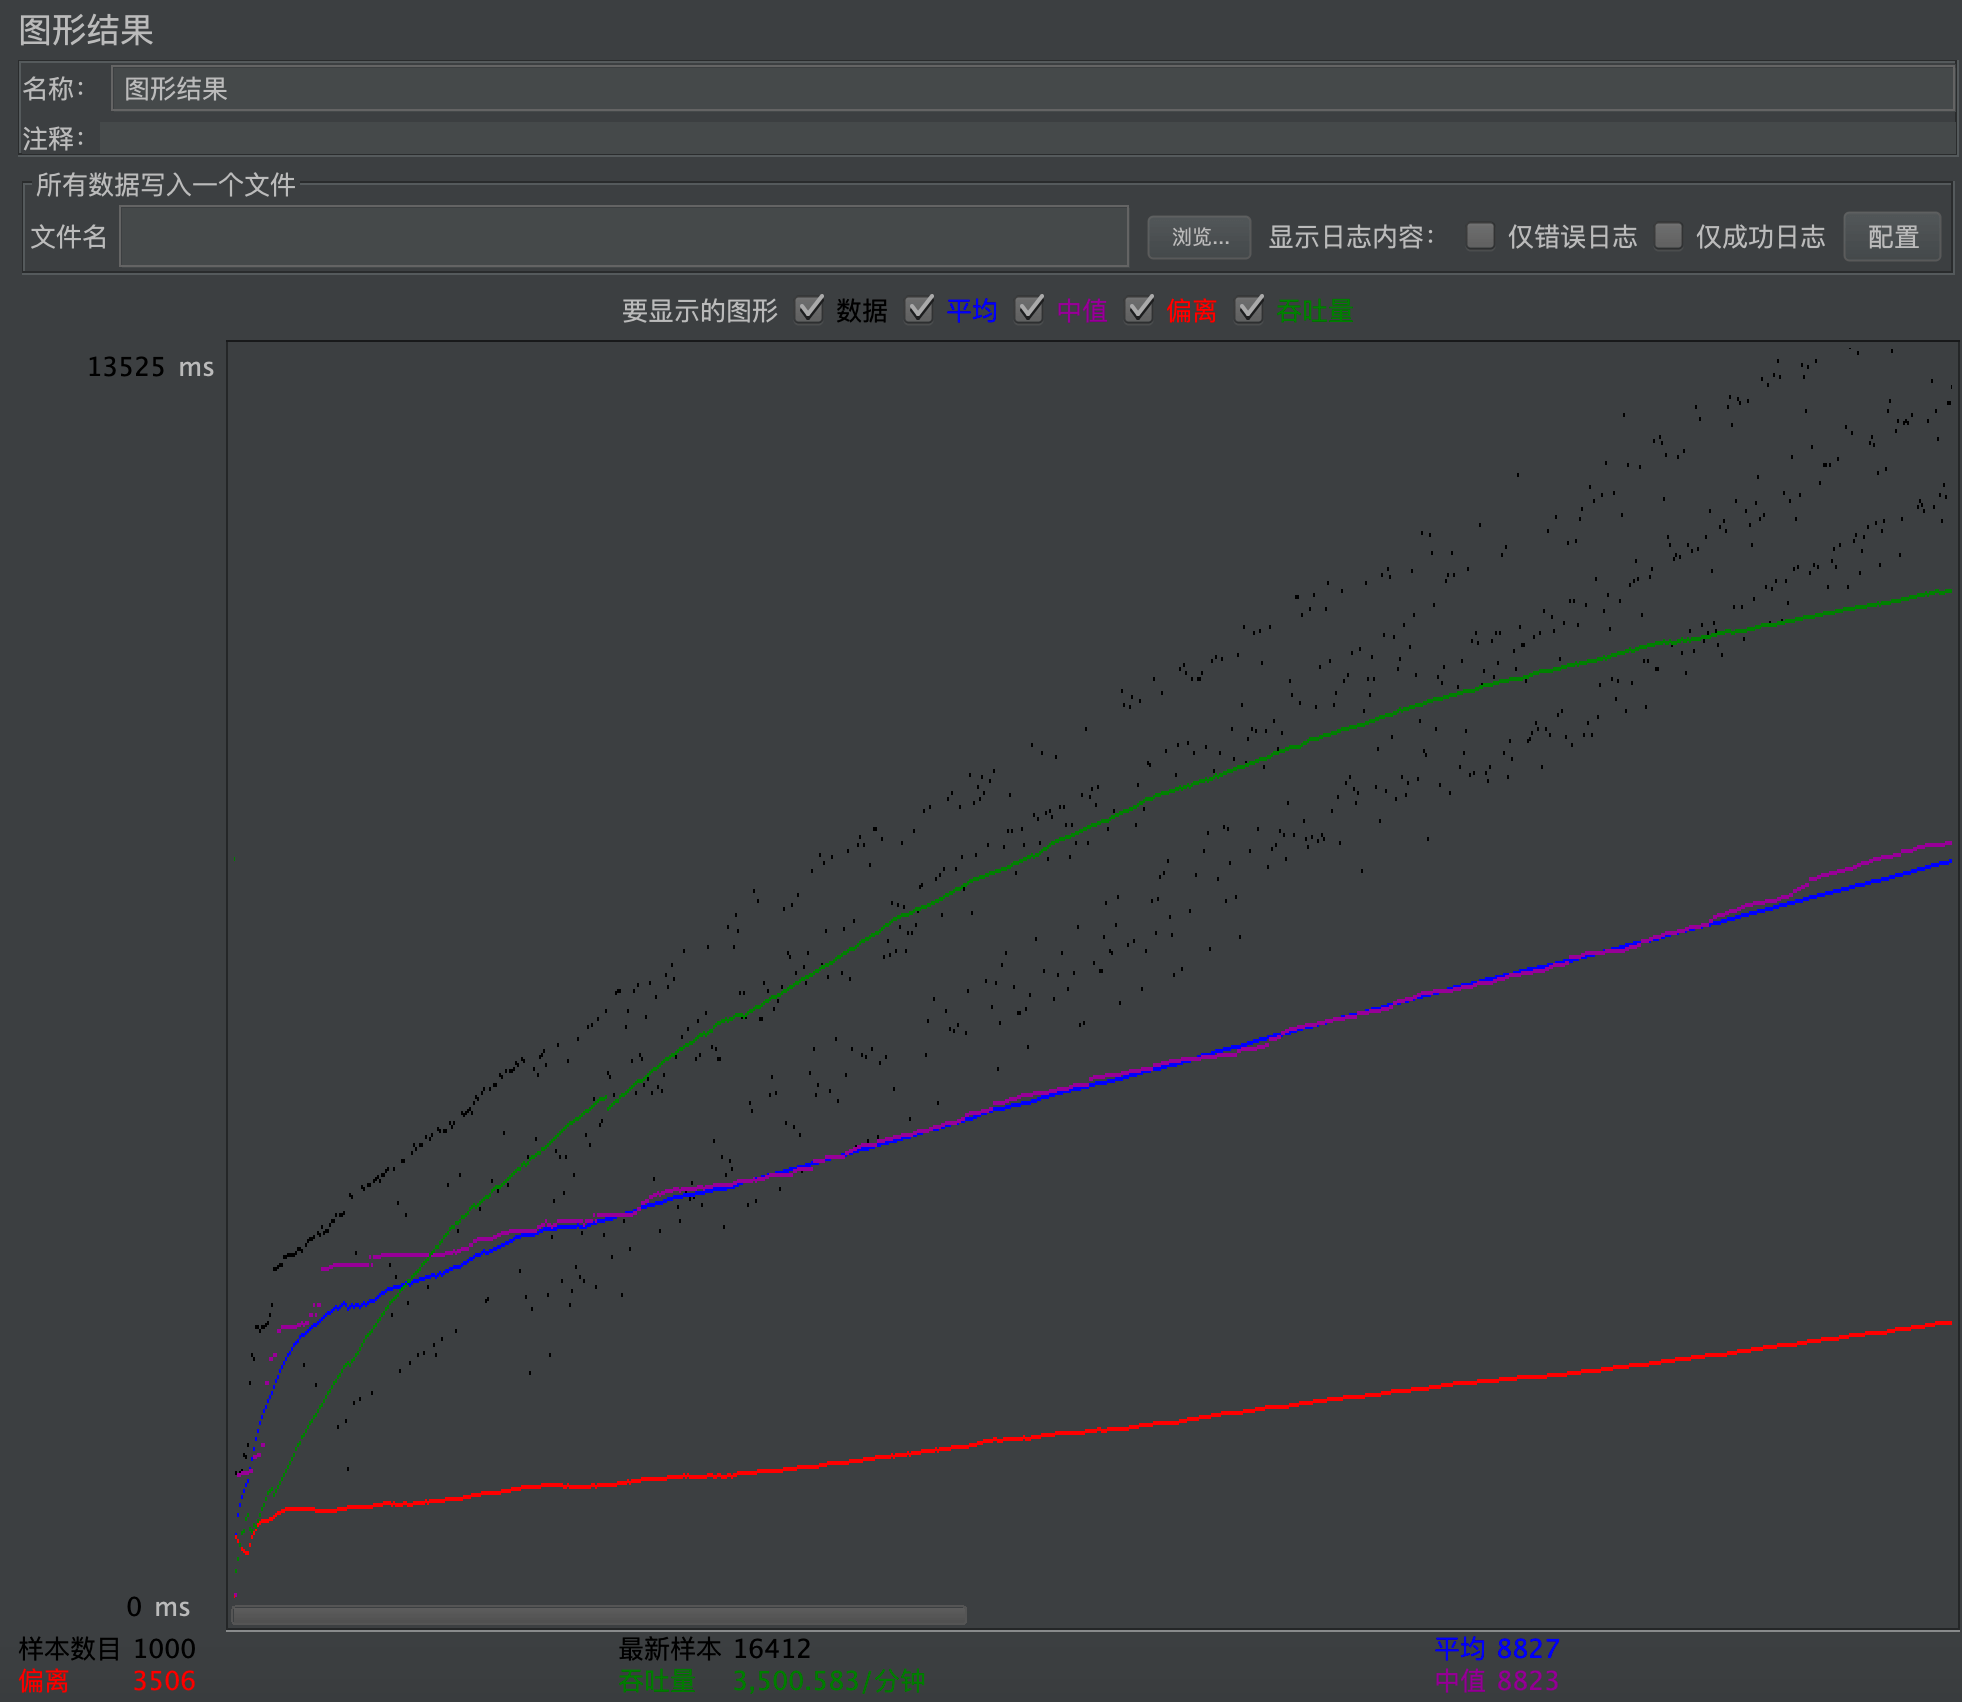 图形结果
名称： 图形结果
注释：
所有数据写入一个文件
文件名 浏览... 显示日志内容： 仅错误日志 仅成功日志 配置
要显示的图形 数据 平均 中值 偏离 吞吐量
13525 ms
0 ms
样本数目 1000 最新样本 16412 平均 8827
偏离 3506 吞吐量 3,500.583/分钟 中值 8823